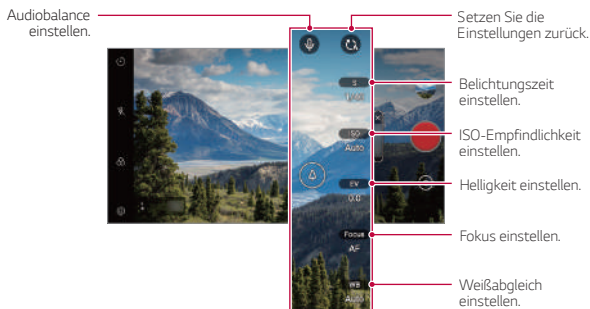 Audiobalance
einstellen.
Setzen Sie die
Einstellungen zurück.
S
Belichtungszeit
einstellen.
ISO
Auto
ISO-Empfindlichkeit
einstellen.
EV
0.0
Helligkeit einstellen.
Focus
AF
Fokus einstellen.
WB
Auto
Weißabgleich
einstellen.